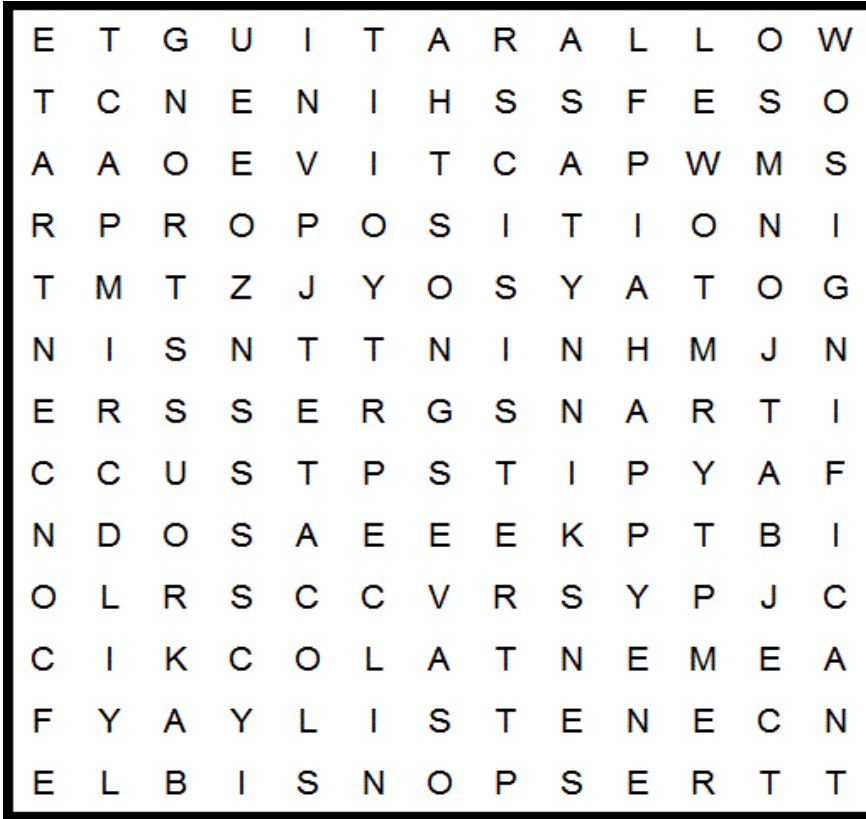 E T G U I T A R A L L O W
T C N E N I H S S F E S O
A A O E V I T C A P W M S
R P R O P O S I T I O N I
T M T Z J Y O S Y A T O G
N I S N T T N I N H M J N
E R S S E R G S N A R T I
C C U S T P S T I P Y A F
N D O S A E E E K P T B I
O L R S C C V R S Y P J C
C I K C O L A T N E M E A
F Y A Y L I S T E N E C N
E L B I S N O P S E R T T